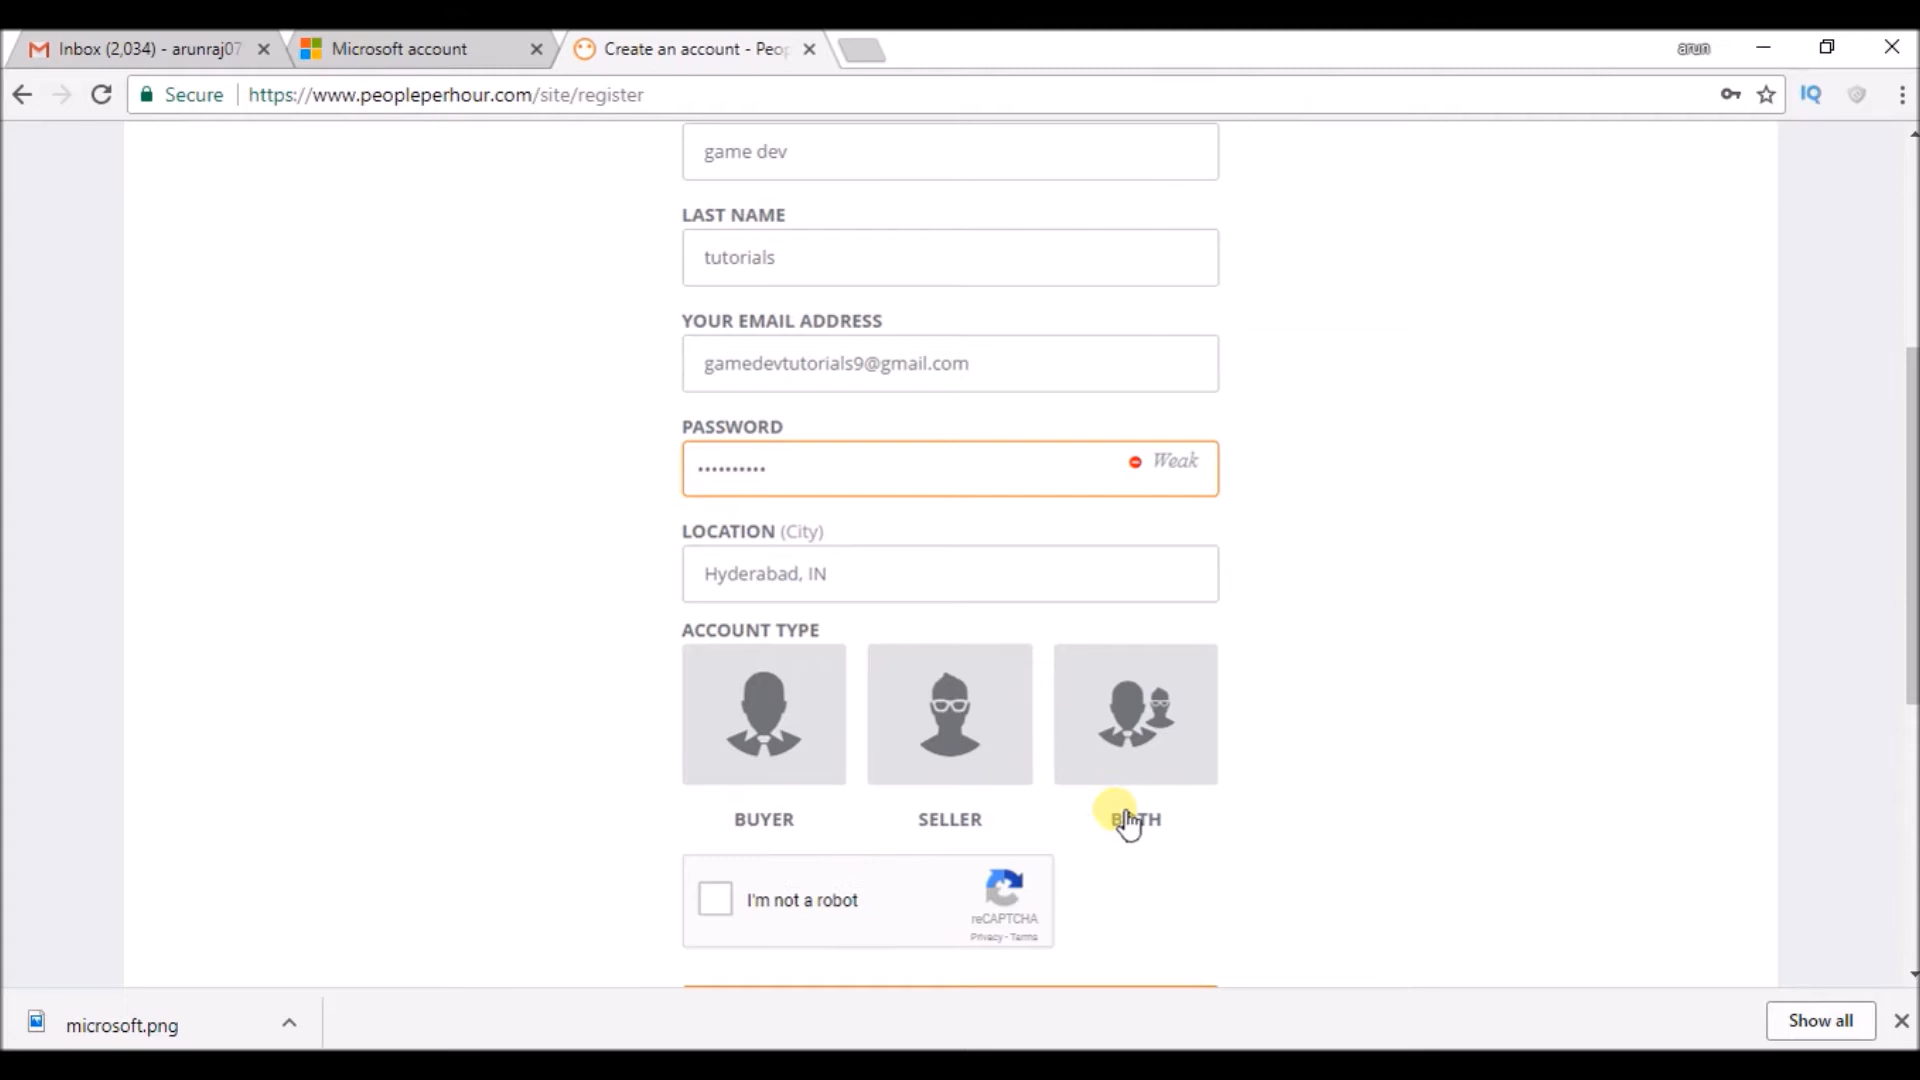 Inbox (2,034) - arunraj07
Microsoft account
Create an account - Peop
arun
Secure
https://www.peopleperhour.com/site/register
IQ
game dev
LAST NAME
tutorials
YOUR EMAIL ADDRESS
gamedevtutorials9@gmail.com
PASSWORD
Weak
LOCATION (City)
Hyderabad, IN
ACCOUNT TYPE
BUYER
SELLER
I'm not a robot
reCAPTCHA
Privacy - Terms
microsoft.png
Show all